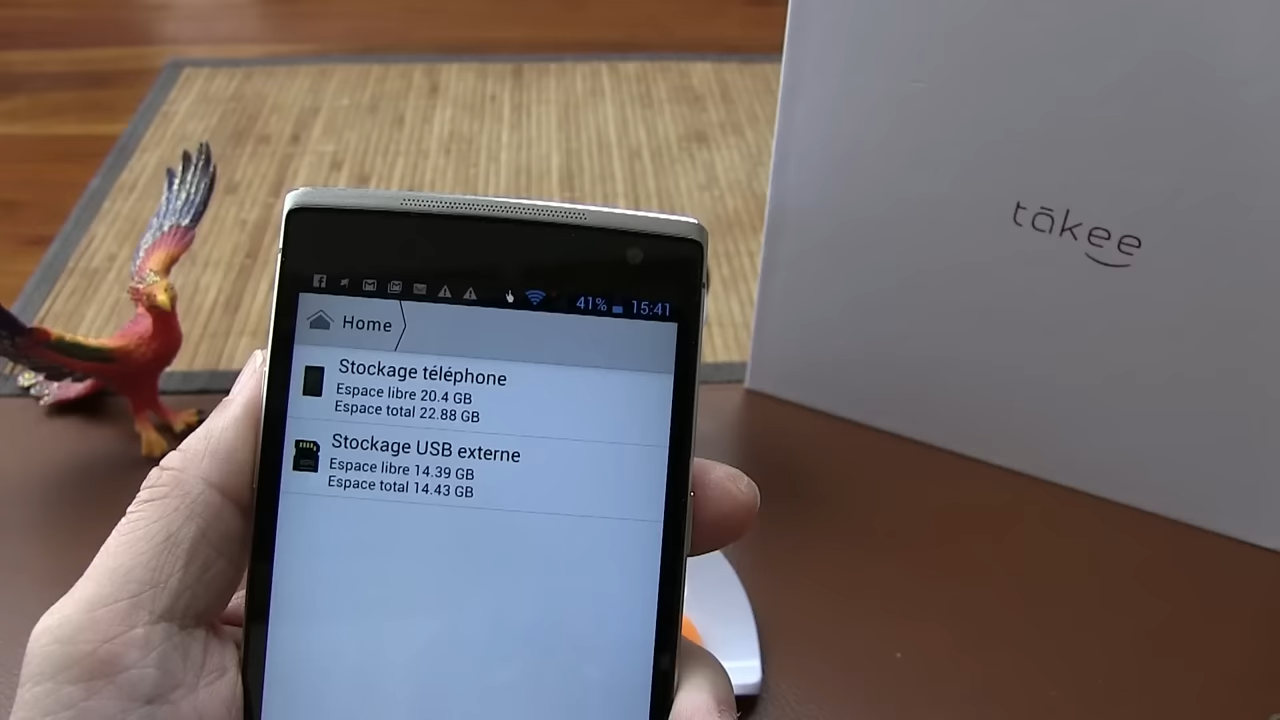 41% 15:41
Home
Stockage téléphone
Espace libre 20.4 GB
Espace total 22.88 GB
Stockage USB externe
Espace libre 14.39 GB
Espace total 14.43 GB
tākee